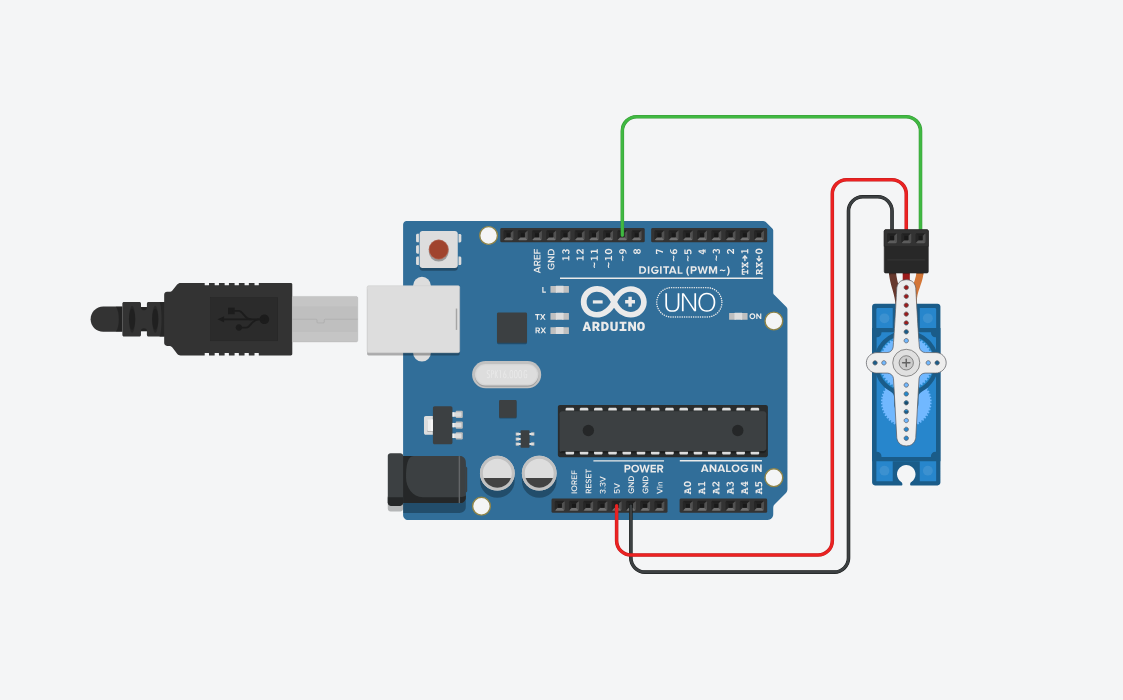 AREF
GND
13
12
~11
~10
~9
8
7
~6
~5
4
~3
2
TX→1
RX←0
DIGITAL (PWM~)
L
TX
RX
UNO
ARDUINO
ON
POWER
ANALOG IN
IOREF
RESET
3.3V
5V
GND
GND
Vin
A0
A1
A2
A3
A4
A5